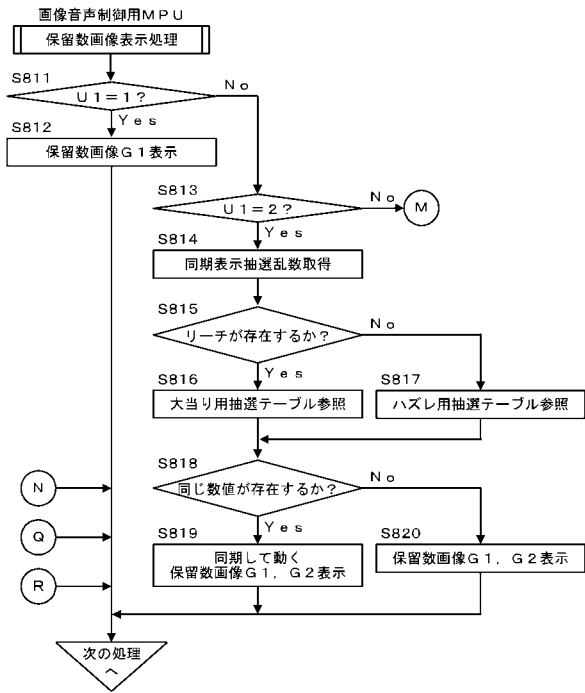 画像音声制御用MPU
保留数画像表示処理
S811
No
U1=1?
Yes
S812
保留数画像G1表示
S813
No
U1=2?
M
Yes
S814
同期表示抽選乱数取得
S815
No
リーチが存在するか?
Yes
S816
S817
大当り用抽選テーブル参照
ハズレ用抽選テーブル参照
S818
No
同じ数値が存在するか?
N
Yes
S819
S820
Q
同期して動く
保留数画像G1,G2表示
保留数画像G1,G2表示
R
次の処理
へ